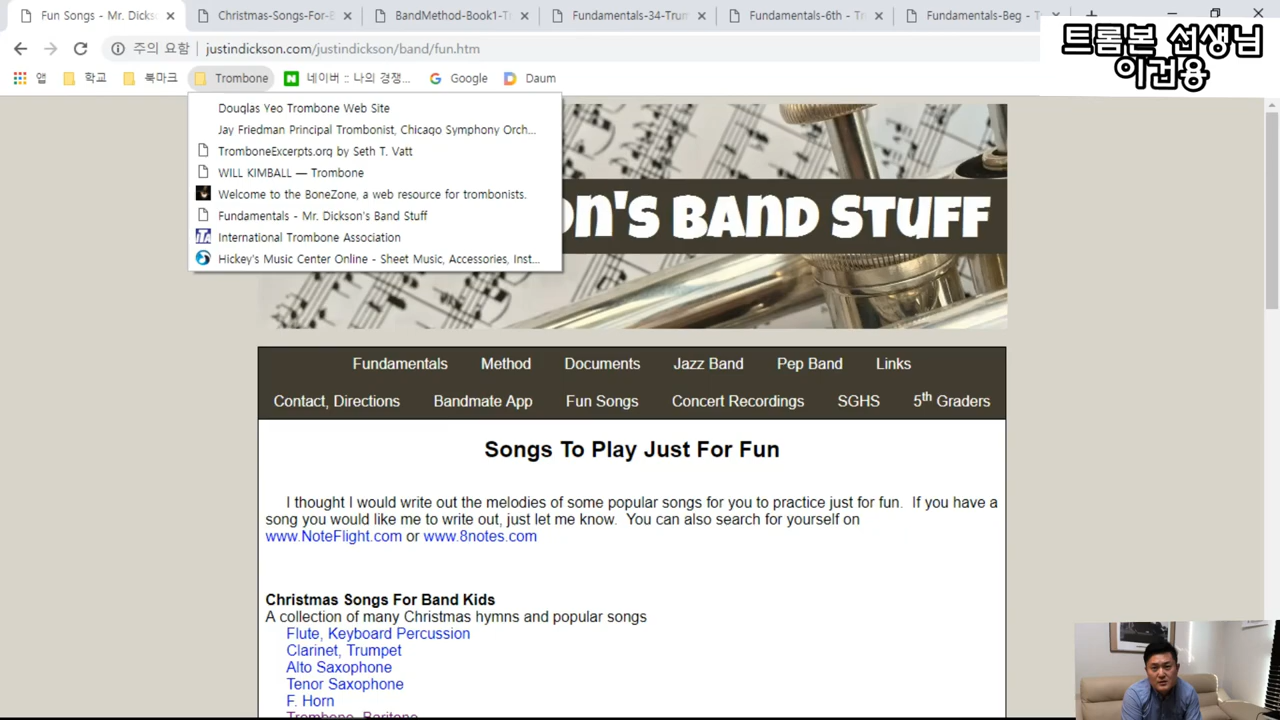 Fun Songs - Mr. Dicks
Christmas-Songs-For-B
BandMethod-Book1-Tr
Fundamentals-34-Trum
Fundamentals-6th - Tr
Fundamentals-Beg - T
주의 요함
justindickson.com/justindickson/band/fun.htm
트롬본 선생님
이건용
앱
학교
북마크
Trombone
네이버 :: 나의 경쟁...
Google
Daum
Douglas Yeo Trombone Web Site
Jay Friedman Principal Trombonist, Chicago Symphony Orch...
TromboneExcerpts.org by Seth T. Vatt
WILL KIMBALL — Trombone
Welcome to the BoneZone, a web resource for trombonists.
Fundamentals - Mr. Dickson's Band Stuff
International Trombone Association
Hickey's Music Center Online - Sheet Music, Accessories, Inst...
on's Band Stuff
Fundamentals Method Documents Jazz Band Pep Band Links
Contact, Directions Bandmate App Fun Songs Concert Recordings SGHS 5th Graders
Songs To Play Just For Fun
I thought I would write out the melodies of some popular songs for you to practice just for fun. If you have a
song you would like me to write out, just let me know. You can also search for yourself on
www.NoteFlight.com or www.8notes.com
Christmas Songs For Band Kids
A collection of many Christmas hymns and popular songs
Flute, Keyboard Percussion
Clarinet, Trumpet
Alto Saxophone
Tenor Saxophone
F. Horn
Trombone, Baritone